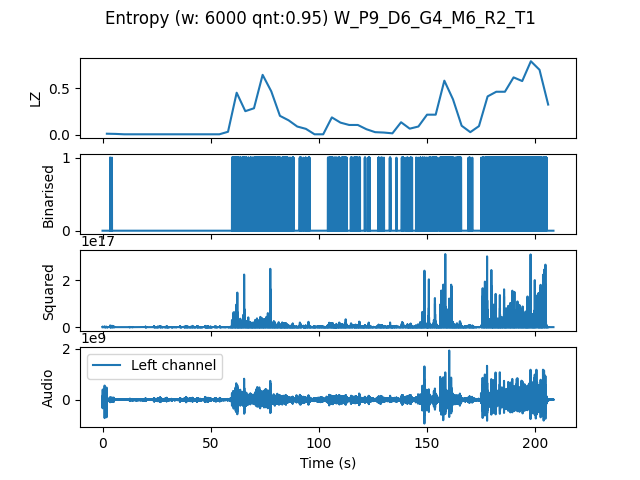 Entropy (w: 6000 qnt:0.95) W_P9_D6_G4_M6_R2_T1
0.5
0.0
LZ
1
0
Binarised
1e17
2
0
Squared
1e9
2
0
Audio
Left channel
0 50 100 150 200
Time (s)